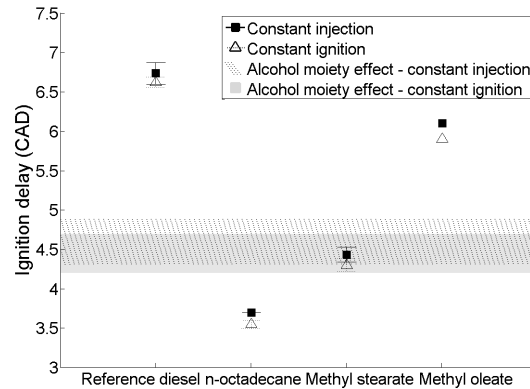 7.5
7
6.5
6
5.5
5
4.5
4
3.5
3
Ignition delay (CAD)
Constant injection
Constant ignition
Alcohol moiety effect - constant injection
Alcohol moiety effect - constant ignition
Reference diesel n-octadecane Methyl stearate Methyl oleate